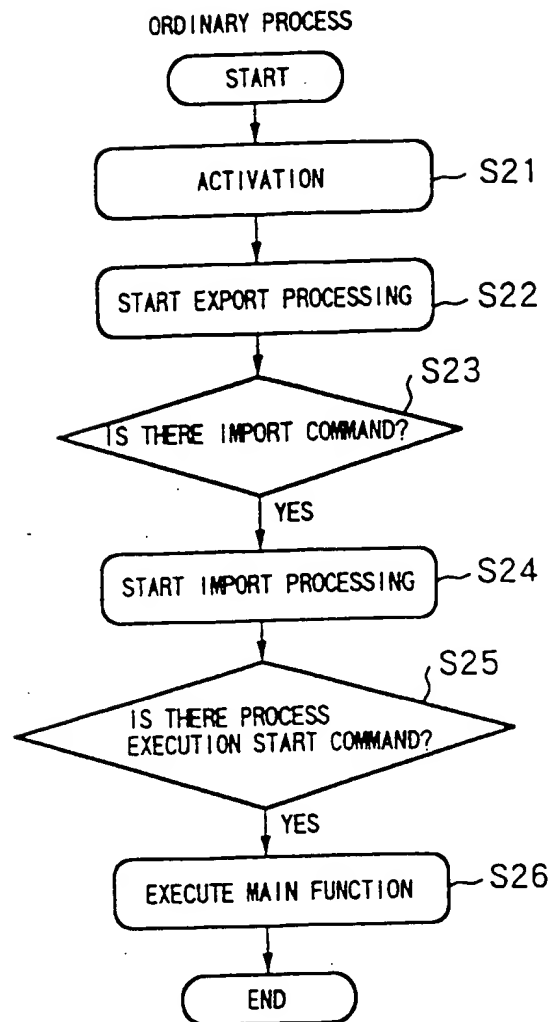 ORDINARY PROCESS
START
ACTIVATION
S21
START EXPORT PROCESSING
S22
S23
IS THERE IMPORT COMMAND?
YES
START IMPORT PROCESSING
S24
S25
IS THERE PROCESS
EXECUTION START COMMAND?
YES
EXECUTE MAIN FUNCTION
S26
END